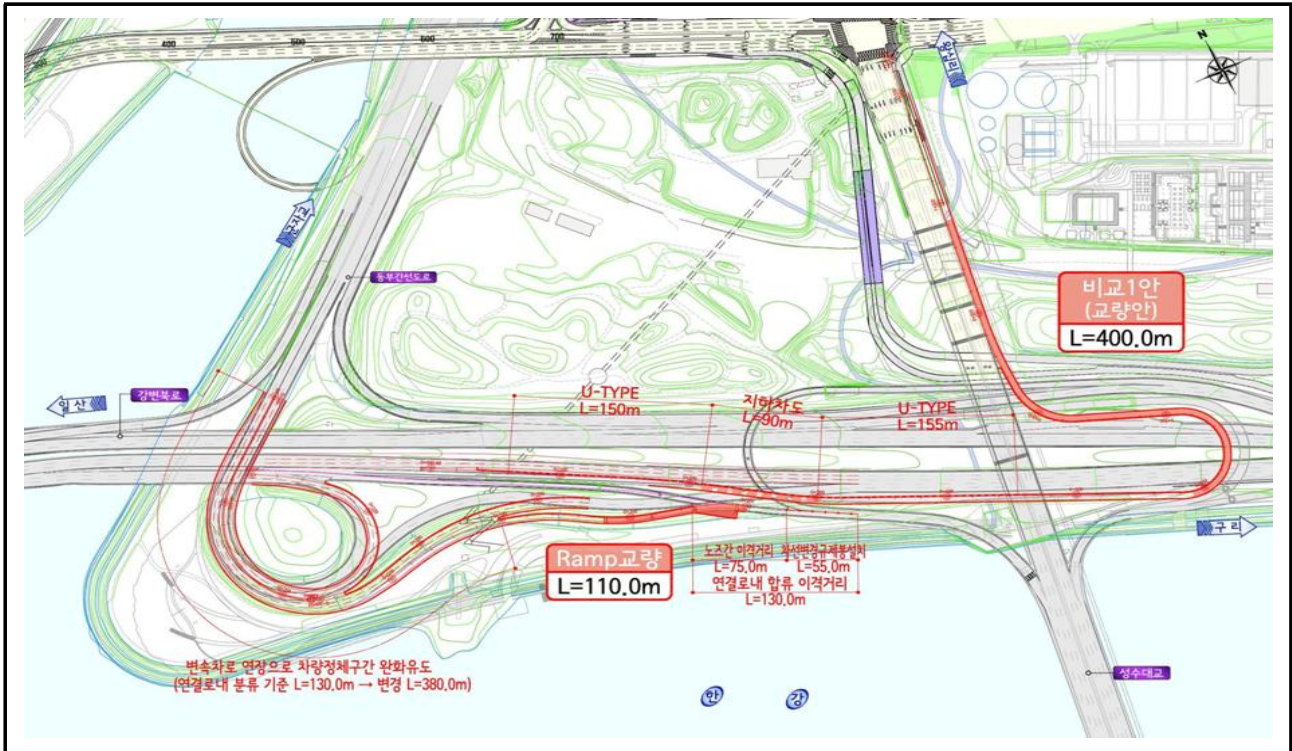 400
500
600
700
왕십리
N
군자교
동부간선도로
비교1안
(교량안)
L=400.0m
일산
강변북로
U-TYPE
L=150m
지하차도
L=90m
U-TYPE
L=155m
구리
Ramp교량
L=110.0m
노즈간 이격거리
차선변경규제봉설치
L=75.0m
L=55.0m
연결로내 합류 이격거리
L=130.0m
변속차로 연장으로 차량정체구간 완화유도
(연결로내 분류 기준 L=130.0m → 변경 L=380.0m)
성수대교
한
강